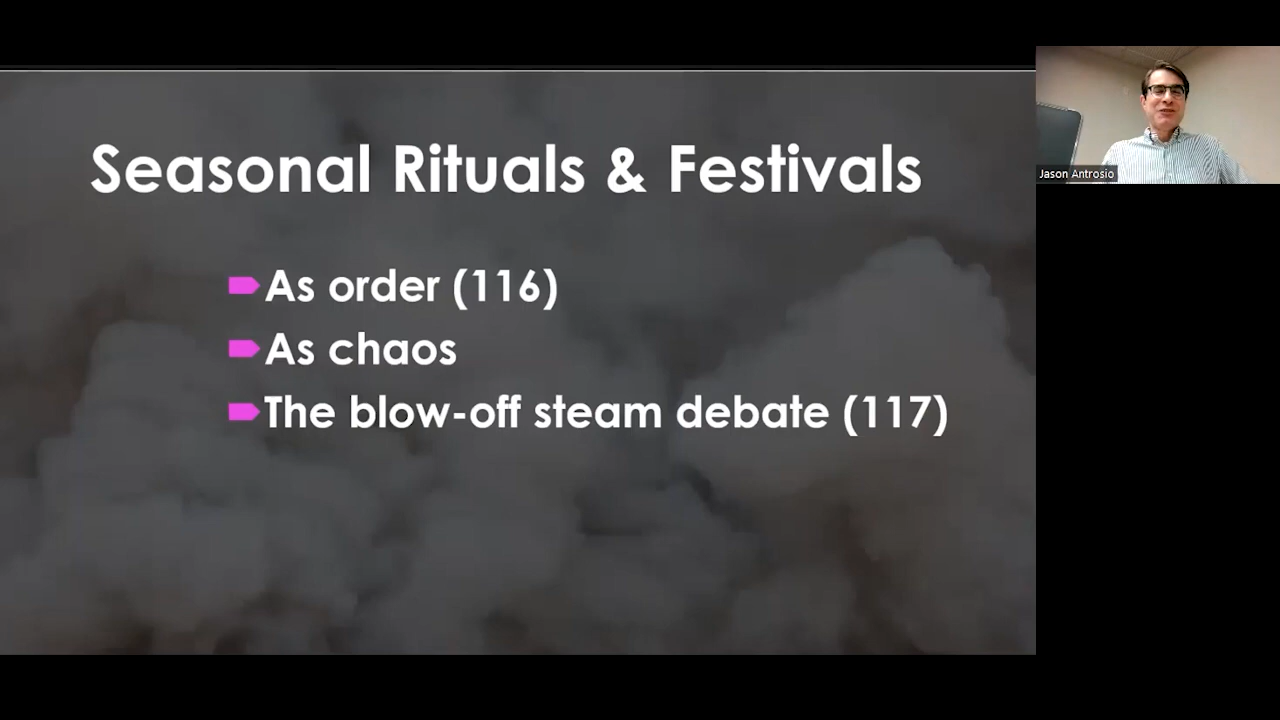 Seasonal Rituals & Festivals
As order (116)
As chaos
The blow-off steam debate (117)
Jason Antrosio